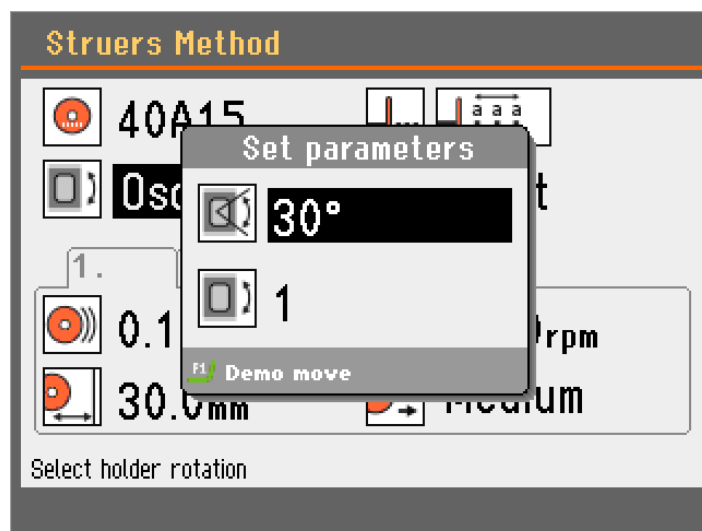 Struers Method
40A15
a a a
Set parameters
30°
1
1.
0.1
rpm
F1 Demo move
30.0mm
Medium
Select holder rotation